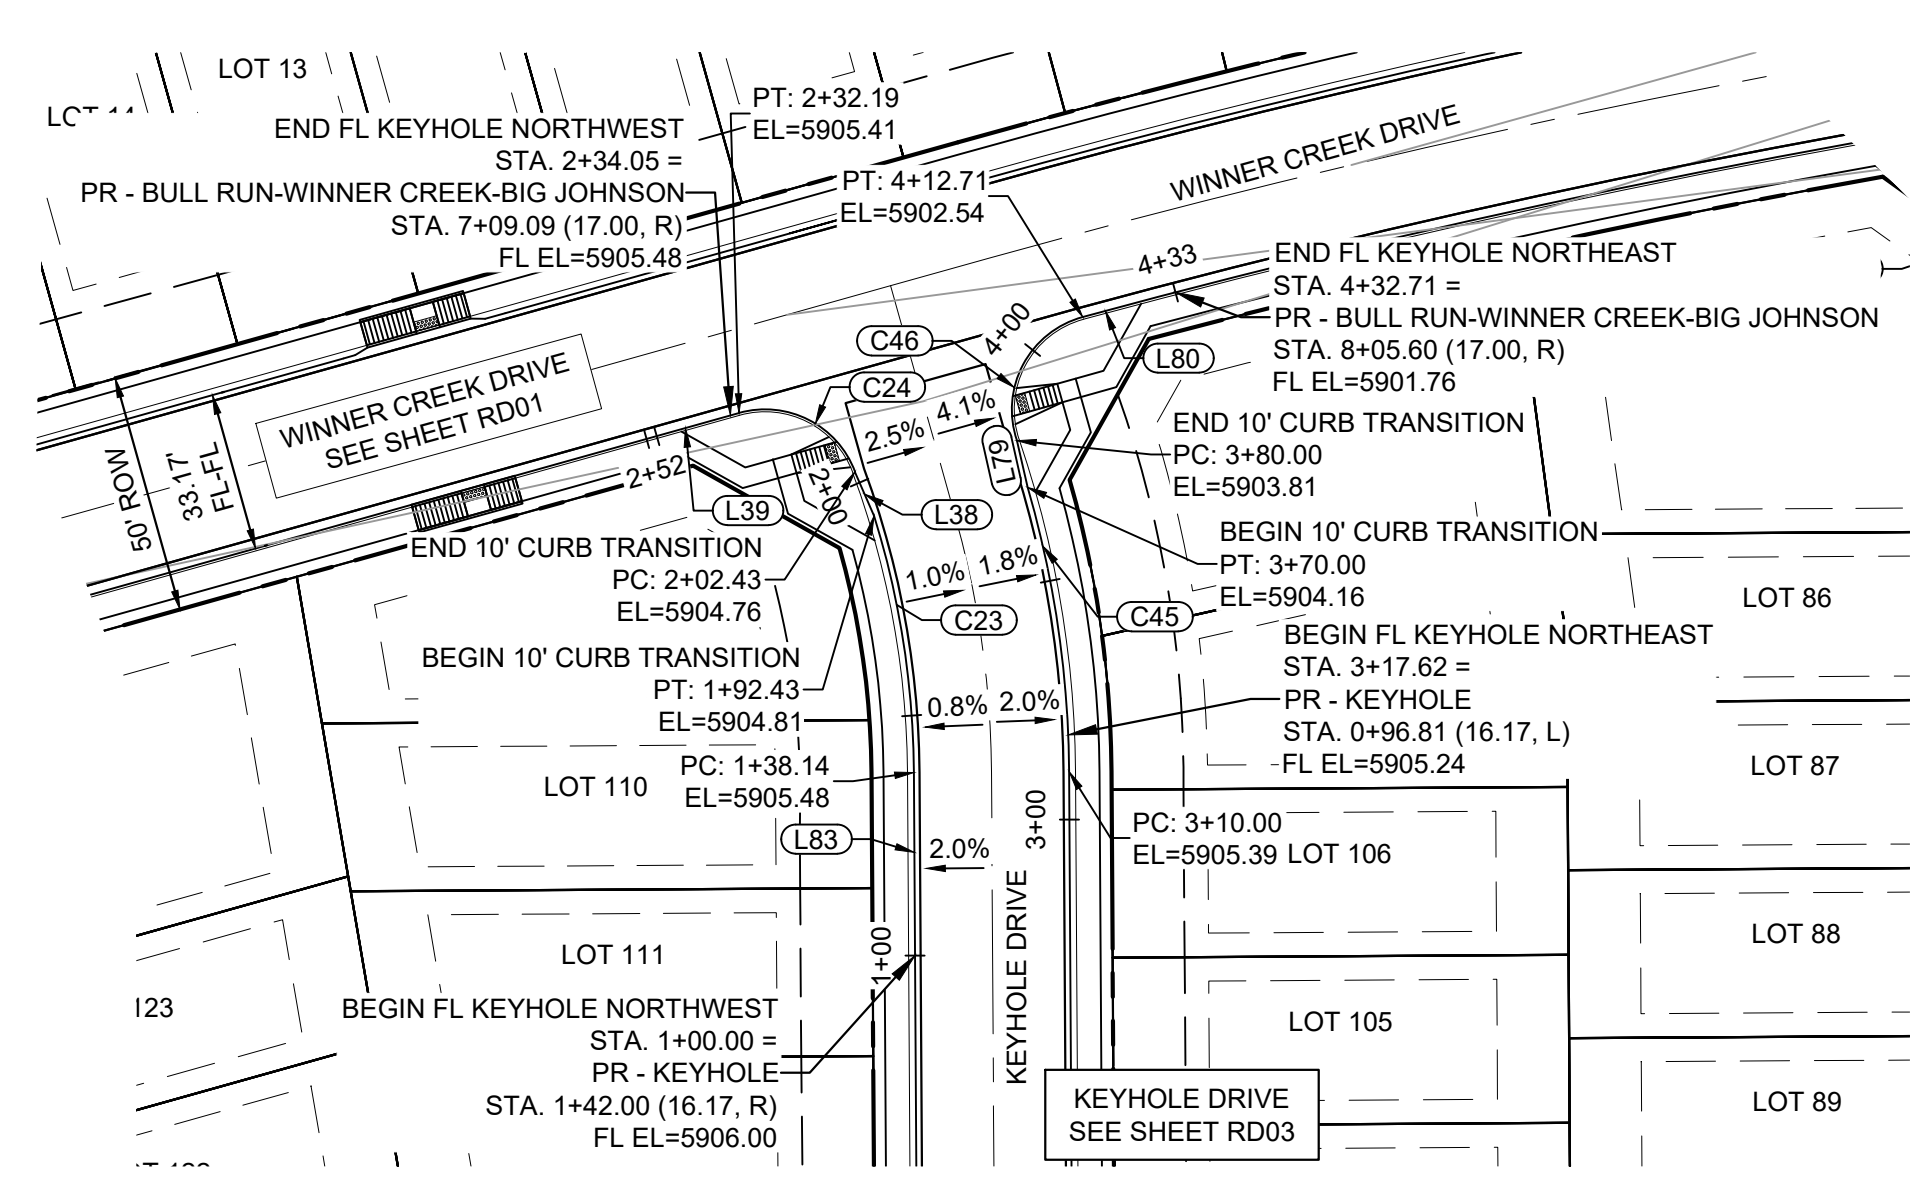 LOT 13
PT: 2+32.19
EL=5905.41
END FL KEYHOLE NORTHWEST
STA. 2+34.05 =
PR - BULL RUN-WINNER CREEK-BIG JOHNSON
STA. 7+09.09 (17.00, R)
FL EL=5905.48
PT: 4+12.71
EL=5902.54
WINNER CREEK DRIVE
4+33
END FL KEYHOLE NORTHEAST
STA. 4+32.71 =
PR - BULL RUN-WINNER CREEK-BIG JOHNSON
STA. 8+05.60 (17.00, R)
FL EL=5901.76
C46
4+00
L80
C24
WINNER CREEK DRIVE
SEE SHEET RD01
50' ROW
33.17'
FL-FL
2.5%
4.1%
L79
END 10' CURB TRANSITION
PC: 3+80.00
EL=5903.81
2+52
2+00
L39
L38
END 10' CURB TRANSITION
PC: 2+02.43
EL=5904.76
BEGIN 10' CURB TRANSITION
PT: 3+70.00
EL=5904.16
1.0%
1.8%
C23
C45
LOT 86
BEGIN 10' CURB TRANSITION
PT: 1+92.43
EL=5904.81
BEGIN FL KEYHOLE NORTHEAST
STA. 3+17.62 =
PR - KEYHOLE
STA. 0+96.81 (16.17, L)
FL EL=5905.24
0.8%
2.0%
PC: 1+38.14
EL=5905.48
LOT 110
LOT 87
L83
2.0%
3+00
PC: 3+10.00
EL=5905.39
LOT 106
LOT 111
1+00
KEYHOLE DRIVE
LOT 88
123
BEGIN FL KEYHOLE NORTHWEST
STA. 1+00.00 =
PR - KEYHOLE
STA. 1+42.00 (16.17, R)
FL EL=5906.00
LOT 105
KEYHOLE DRIVE
SEE SHEET RD03
LOT 89